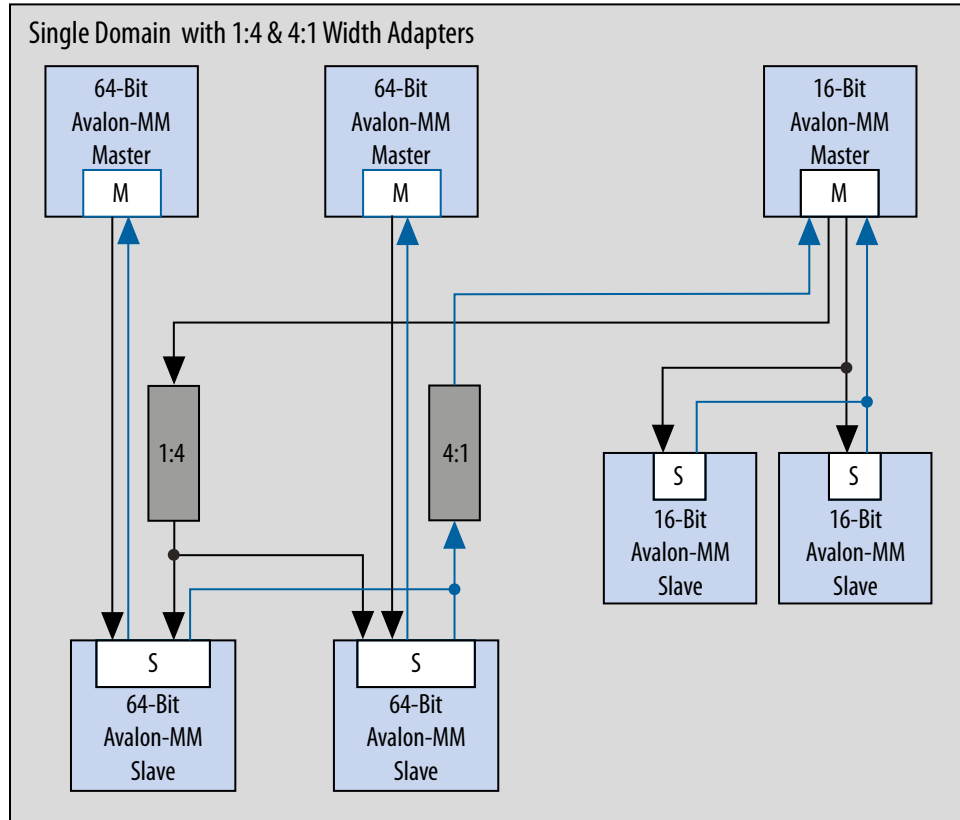 Single Domain with 1:4 & 4:1 Width Adapters
64-Bit
Avalon-MM
Master
M
64-Bit
Avalon-MM
Master
M
16-Bit
Avalon-MM
Master
M
1:4
4:1
S
16-Bit
Avalon-MM
Slave
S
16-Bit
Avalon-MM
Slave
S
64-Bit
Avalon-MM
Slave
S
64-Bit
Avalon-MM
Slave